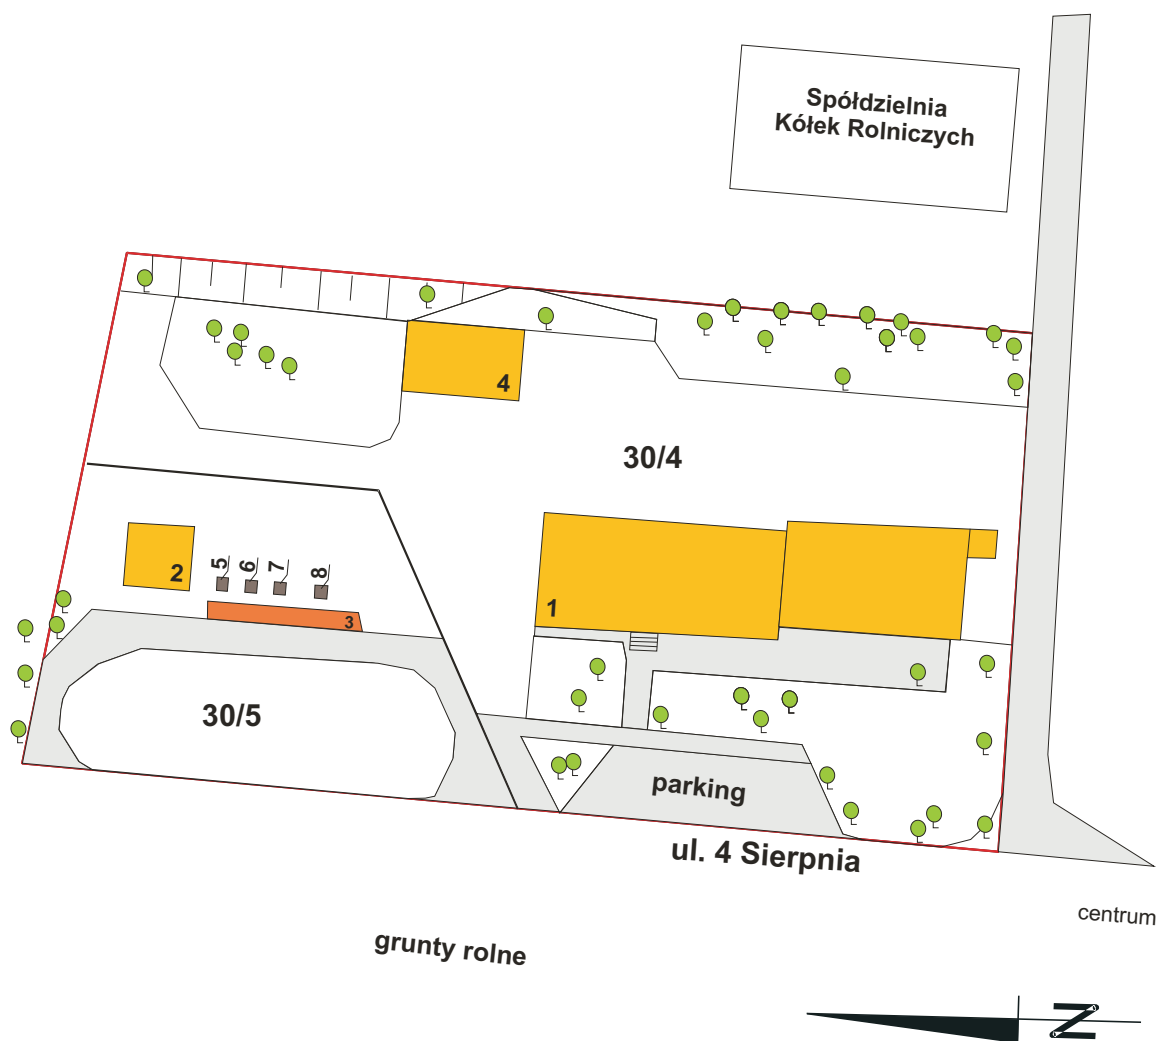 Spółdzielnia
Kółek Rolniczych
4
30/4
5
6
7
8
2
1
3
30/5
parking
ul. 4 Sierpnia
centrum
grunty rolne
N